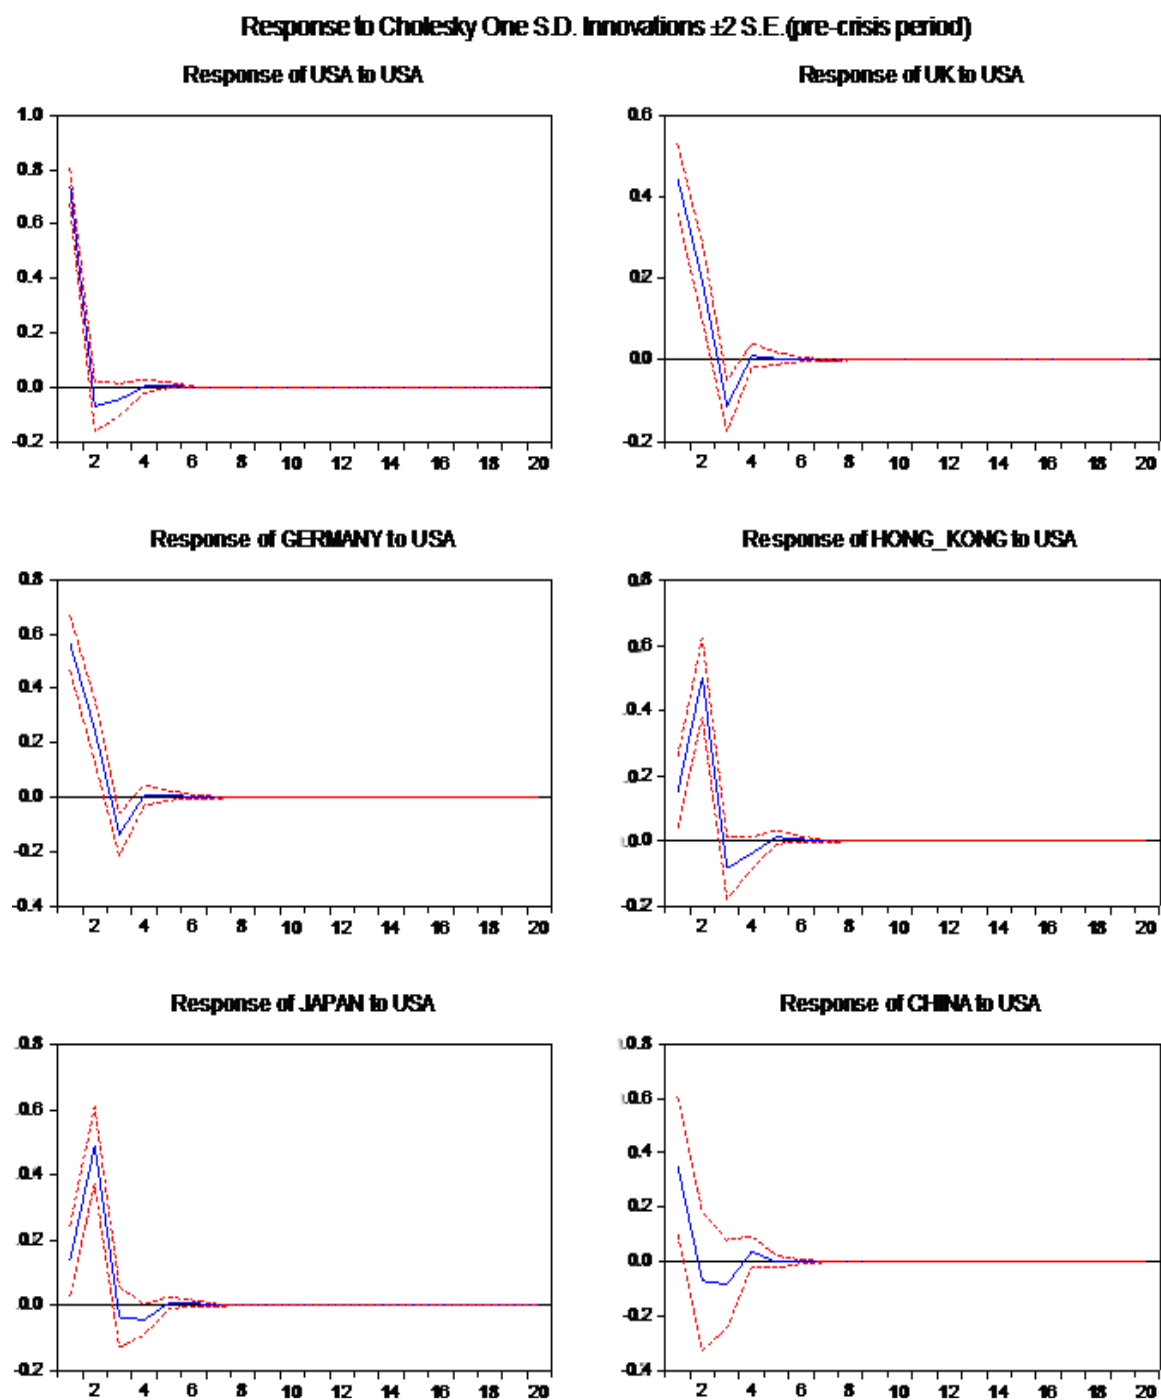 Response to Cholesky One S.D. Innovations ±2 S.E.(pre-crisis period)
Response of USA to USA
1.0
0.8
0.6
0.4
0.2
0.0
-0.2
2 4 6 8 10 12 14 16 18 20
Response of UK to USA
0.6
0.4
0.2
0.0
-0.2
2 4 6 8 10 12 14 16 18 20
Response of GERMANY to USA
0.8
0.6
0.4
0.2
0.0
-0.2
-0.4
2 4 6 8 10 12 14 16 18 20
Response of HONG_KONG to USA
0.8
0.6
0.4
0.2
0.0
-0.2
2 4 6 8 10 12 14 16 18 20
Response of JAPAN to USA
0.8
0.6
0.4
0.2
0.0
-0.2
2 4 6 8 10 12 14 16 18 20
Response of CHINA to USA
0.8
0.6
0.4
0.2
0.0
-0.2
-0.4
2 4 6 8 10 12 14 16 18 20